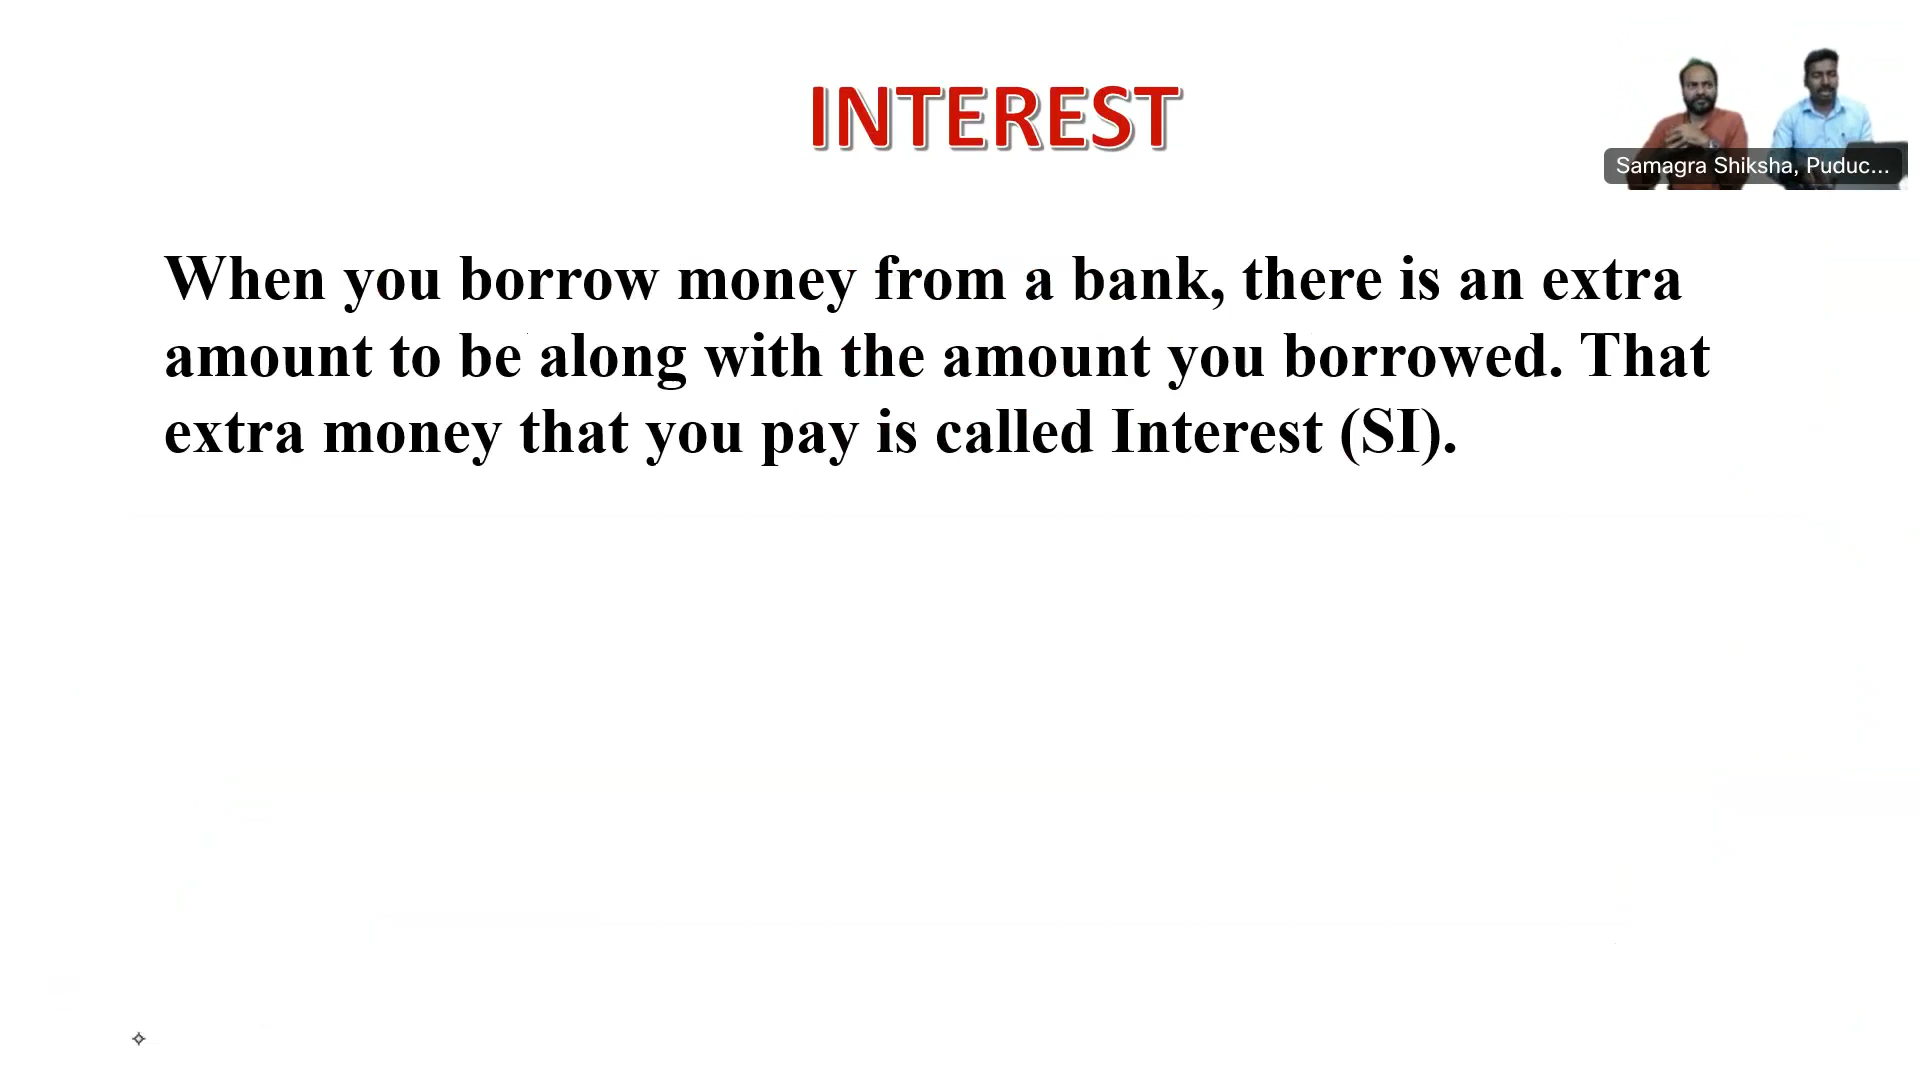 INTEREST
Samagra Shiksha, Puduc...
When you borrow money from a bank, there is an extra
amount to be along with the amount you borrowed. That
extra money that you pay is called Interest (SI).